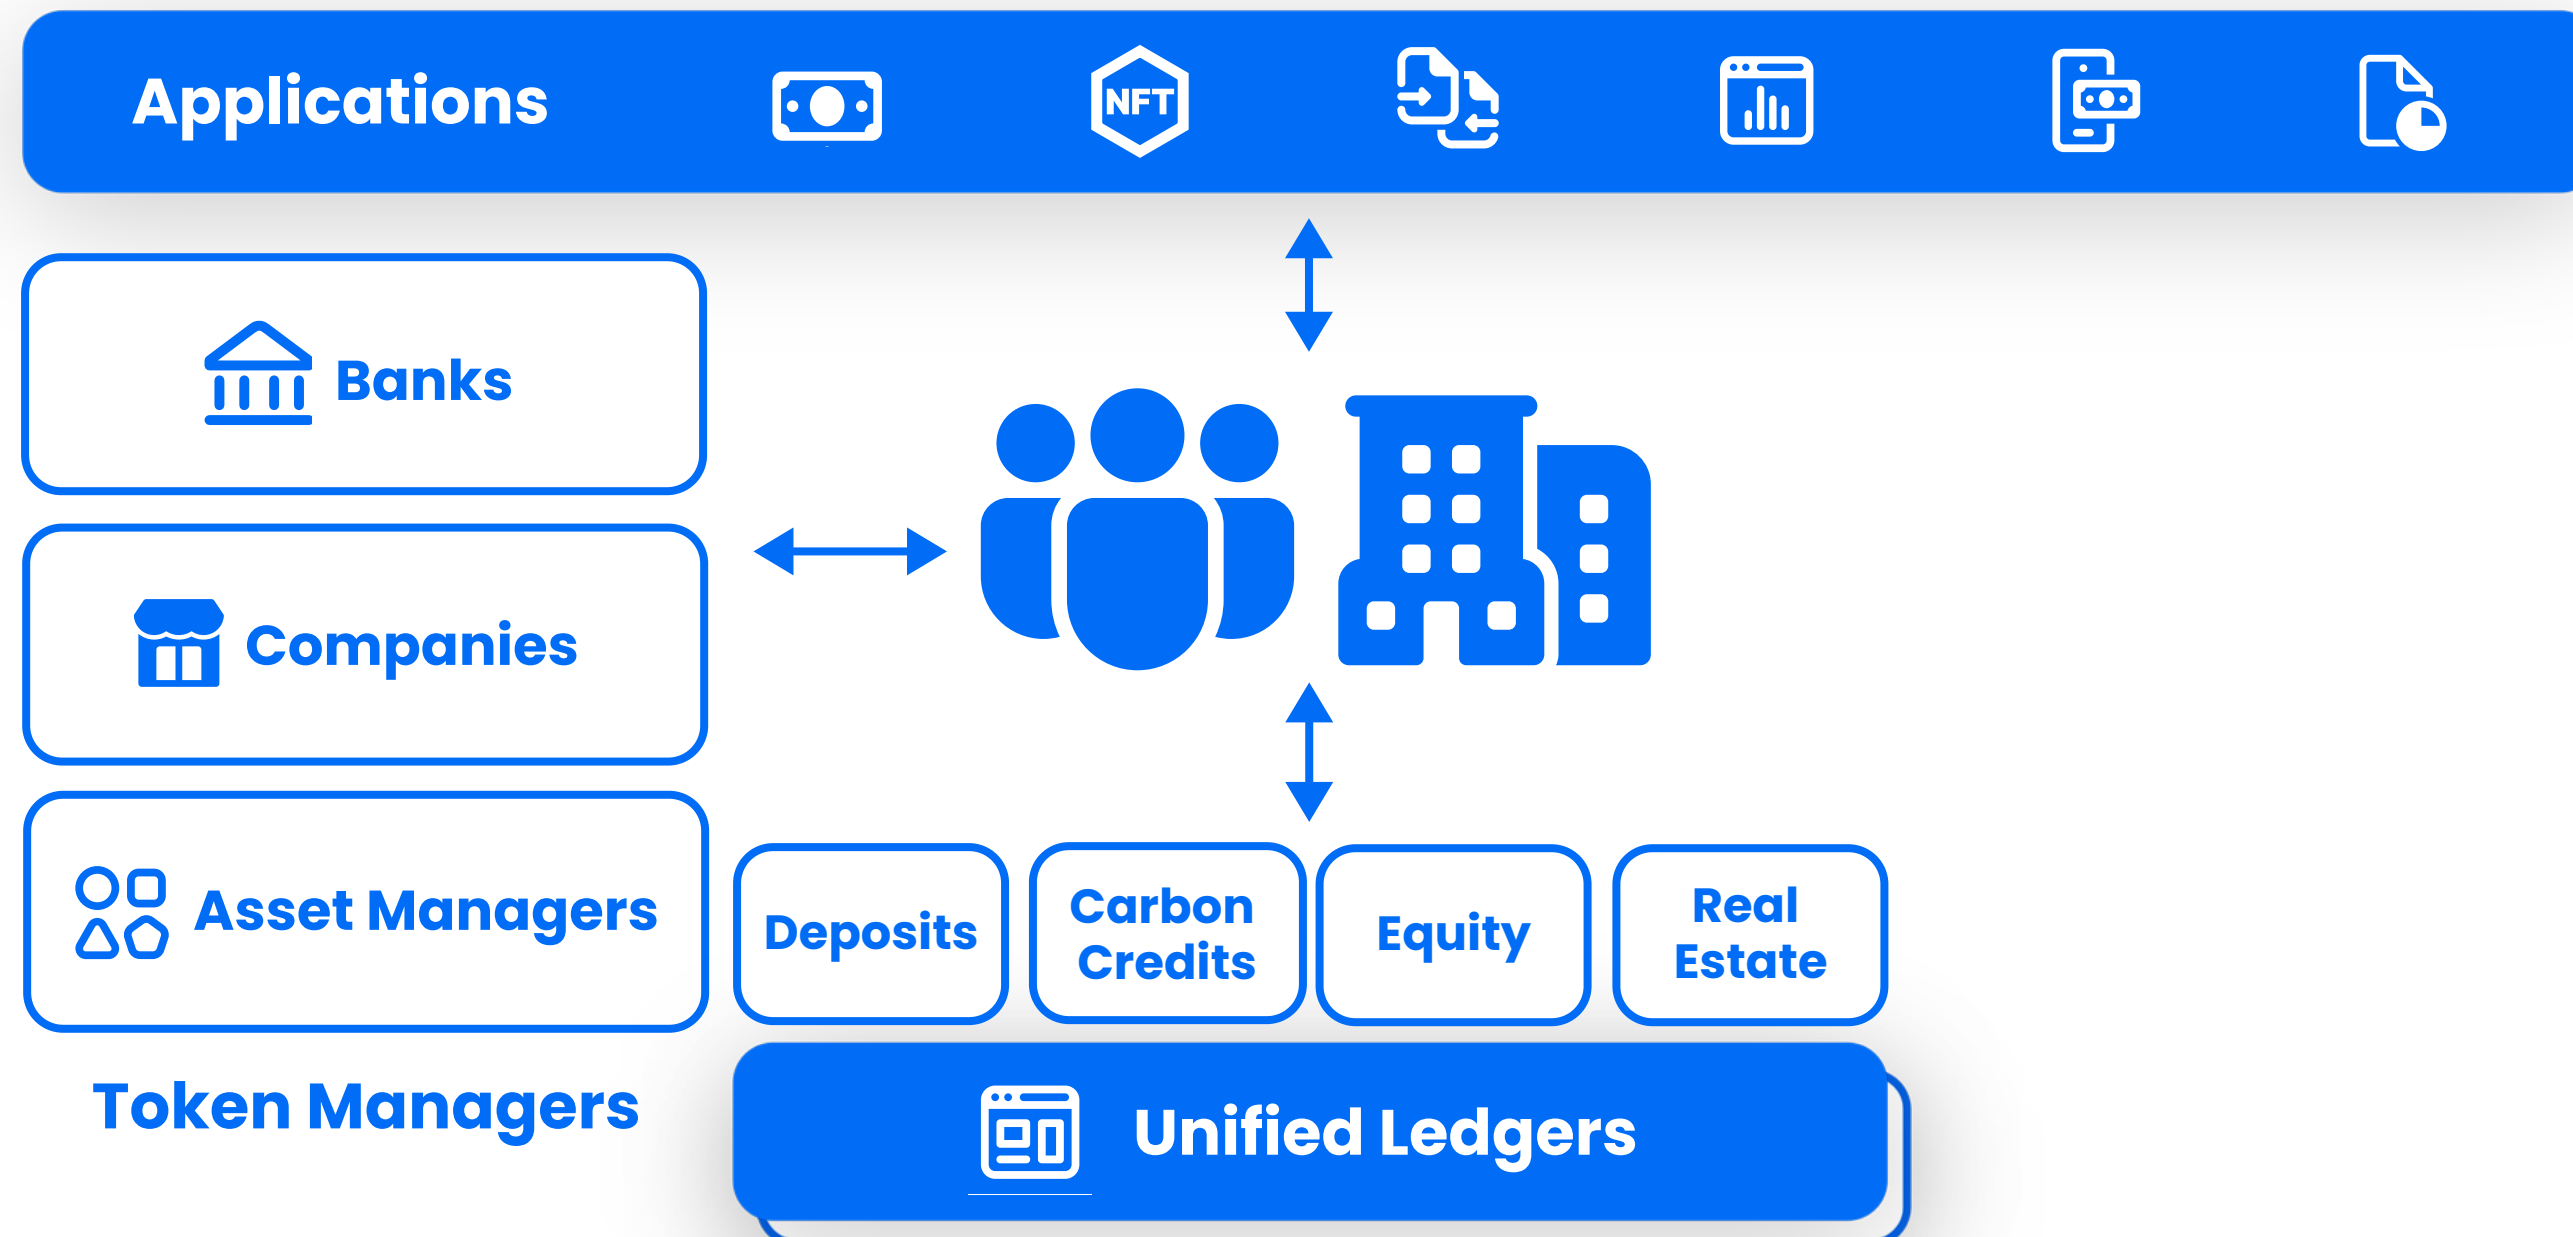 Applications
NFT
Banks
Companies
Asset Managers
Token Managers
Deposits
Carbon
Credits
Equity
Real
Estate
Unified Ledgers